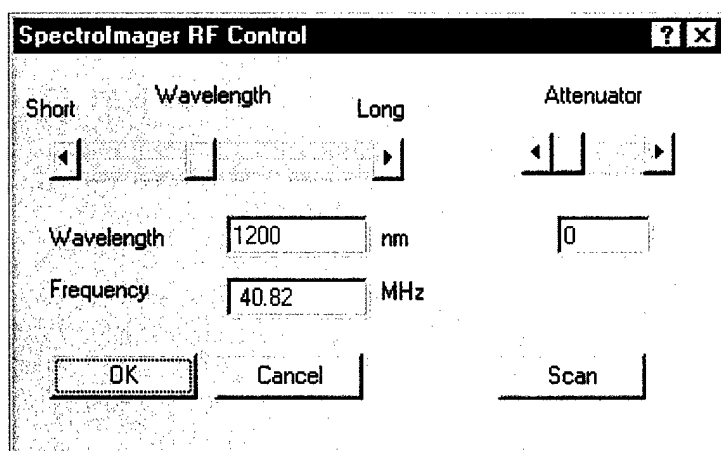 SpectroImager RF Control
Wavelength
Attenuator
Short
Long
Wavelength 1200 nm 0
Frequency 40.82 MHz
OK Cancel Scan